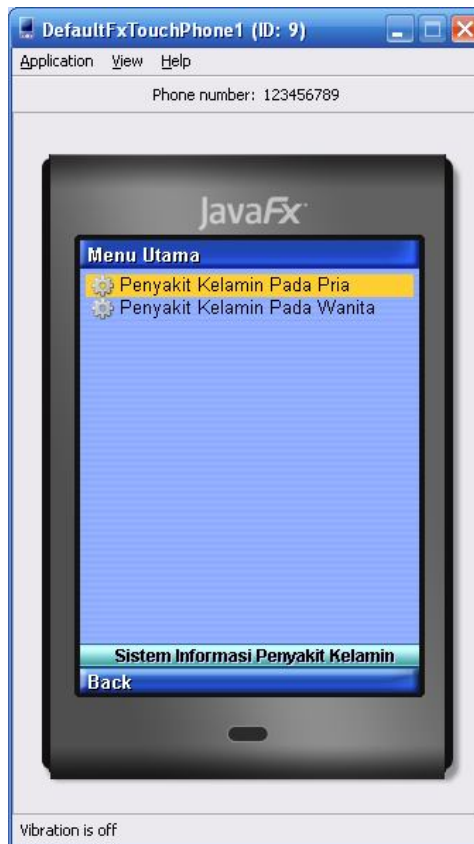 DefaultFxTouchPhone1 (ID: 9)
Application View Help
Phone number: 123456789
JavaFx
Menu Utama
Penyakit Kelamin Pada Pria
Penyakit Kelamin Pada Wanita
Sistem Informasi Penyakit Kelamin
Back
Vibration is off